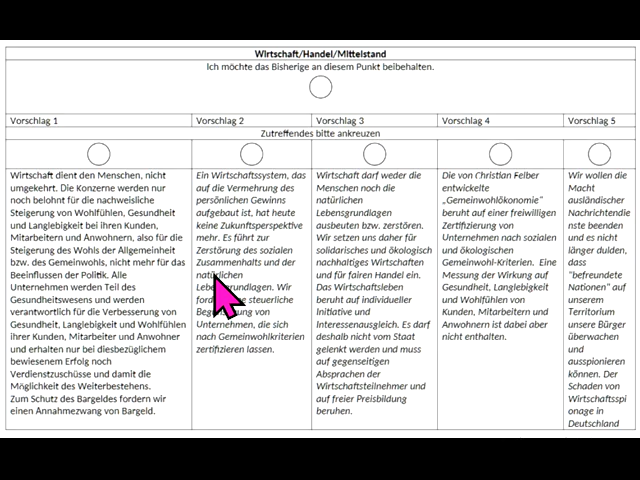 Wirtschaft/Handel/Mittelstand
Ich möchte das Bisherige an diesem Punkt beibehalten.
Vorschlag 1
Vorschlag 2
Vorschlag 3
Vorschlag 4
Vorschlag 5
Zutreffendes bitte ankreuzen
Wirtschaft dient den Menschen, nicht
umgekehrt. Die Konzerne werden nur
noch belohnt für die nachweisliche
Steigerung von Wohlfühlen, Gesundheit
und Langlebigkeit bei ihren Kunden,
Mitarbeitern und Anwohnern, also für die
Steigerung des Wohls der Allgemeinheit
bzw. des Gemeinwohls, nicht mehr für das
Beeinflussen der Politik. Alle
Unternehmen werden Teil des
Gesundheitswesens und werden
verantwortlich für die Verbesserung von
Gesundheit, Langlebigkeit und Wohlfühlen
ihrer Kunden, Mitarbeiter und Anwohner
und erhalten nur bei diesbezüglichem
bewiesenem Erfolg noch
Verdienstzuschüsse und damit die
Möglichkeit des Weiterbestehens.
Zum Schutz des Bargeldes fordern wir
einen Annahmezwang von Bargeld.
Ein Wirtschaftssystem, das
auf die Vermehrung des
persönlichen Gewinns
aufgebaut ist, hat heute
keine Zukunftsperspektive
mehr. Es führt zur
Zerstörung des sozialen
Zusammenhalts und der
natürlichen
Lebensgrundlagen. Wir
steuerliche
von
Unternehmen, die sich
nach Gemeinwohlkriterien
zertifizieren lassen.
Wirtschaft darf weder die
Menschen noch die
natürlichen
Lebensgrundlagen
ausbeuten bzw. zerstören.
Wir setzen uns daher für
solidarisches und ökologisch
nachhaltiges Wirtschaften
und für fairen Handel ein.
Das Wirtschaftsleben
beruht auf individueller
Initiative und
Interessenausgleich. Es darf
deshalb nicht vom Staat
gelenkt werden und muss
auf gegenseitigen
Absprachen der
Wirtschaftsteilnehmer und
auf freier Preisbildung
beruhen.
Die von Christian Felber
entwickelte
„Gemeinwohlökonomie“
beruht auf einer freiwilligen
Zertifizierung von
Unternehmen nach sozialen
und ökologischen
Gemeinwohl-Kriterien. Eine
Messung der Wirkung auf
Gesundheit, Langlebigkeit
und Wohlfühlen von
Kunden, Mitarbeitern und
Anwohnern ist dabei aber
nicht enthalten.
Wir wollen die
Macht
ausländischer
Nachrichtendie
nste beenden
und es nicht
länger dulden,
dass
"befreundete
Nationen" auf
unserem
Territorium
unsere Bürger
überwachen
und
ausspionieren
können. Der
Schaden von
Wirtschaftsspi
onage in
Deutschland